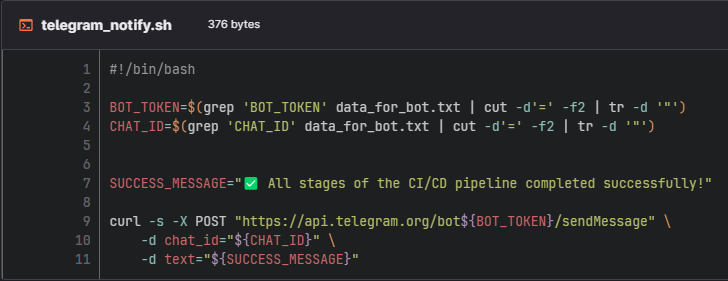 telegram_notify.sh 376 bytes
1 #!/bin/bash
2
3 BOT_TOKEN=$(grep 'BOT_TOKEN' data_for_bot.txt | cut -d'=' -f2 | tr -d '"')
4 CHAT_ID=$(grep 'CHAT_ID' data_for_bot.txt | cut -d'=' -f2 | tr -d '"')
5
6
7 SUCCESS_MESSAGE="✅ All stages of the CI/CD pipeline completed successfully!"
8
9 curl -s -X POST "https://api.telegram.org/bot${BOT_TOKEN}/sendMessage" \
10     -d chat_id="${CHAT_ID}" \
11     -d text="${SUCCESS_MESSAGE}"